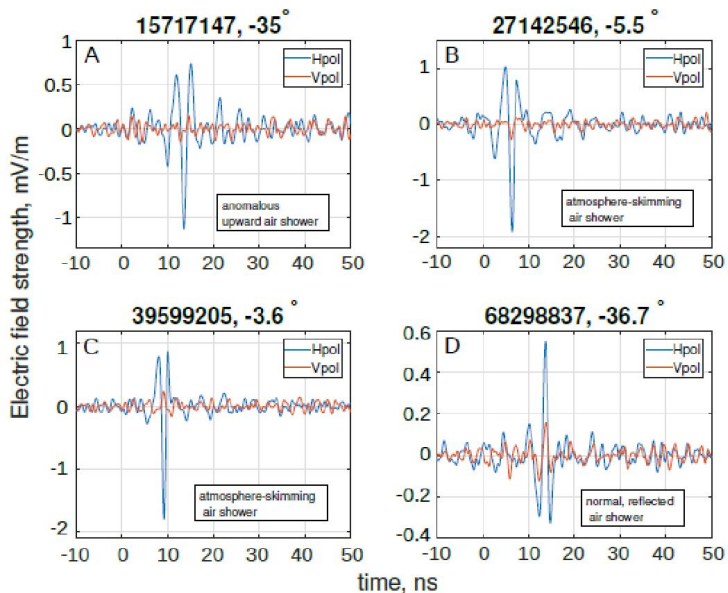 15717147, -35°
27142546, -5.5°
A
Hpol
Vpol
anomalous
upward air shower
1
0.5
0
-0.5
-1
-10 0 10 20 30 40 50
B
Hpol
Vpol
atmosphere-skimming
air shower
1
0
-1
-2
-10 0 10 20 30 40 50
Electric field strength, mV/m
39599205, -3.6°
68298837, -36.7°
C
Hpol
Vpol
atmosphere-skimming
air shower
1
0
-1
-2
-10 0 10 20 30 40 50
D
Hpol
Vpol
normal, reflected
air shower
0.6
0.4
0.2
0
-0.2
-0.4
-10 0 10 20 30 40 50
time, ns